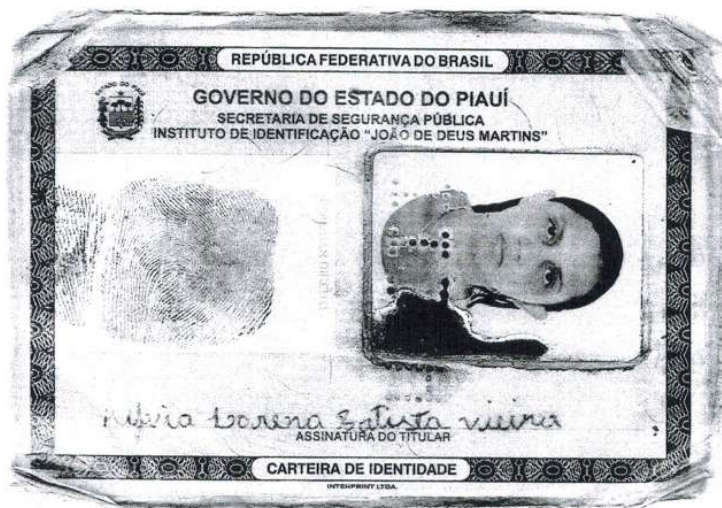 REPÚBLICA FEDERATIVA DO BRASIL
GOVERNO DO ESTADO DO PIAUÍ
SECRETARIA DE SEGURANÇA PÚBLICA
INSTITUTO DE IDENTIFICAÇÃO "JOÃO DE DEUS MARTINS"
Lorena Batista vieira
ASSINATURA DO TITULAR
CARTEIRA DE IDENTIDADE
INTERPRINT LTDA.